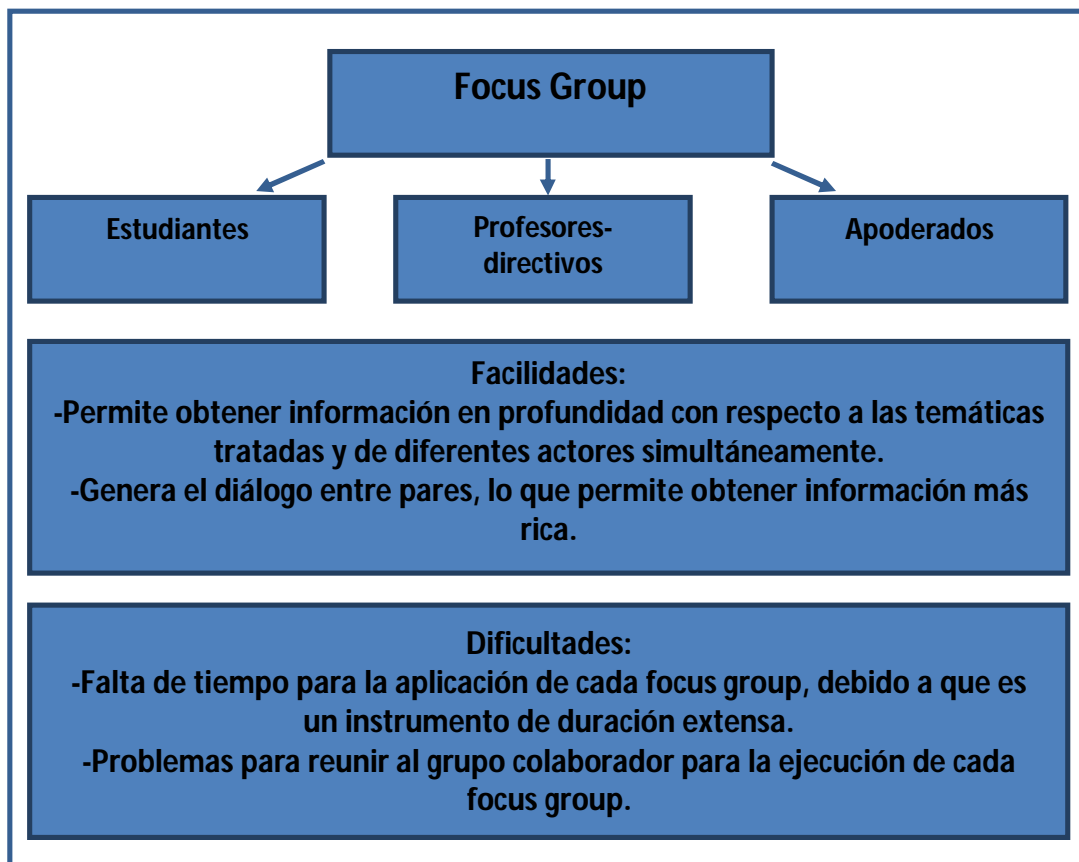 Focus Group
Estudiantes
Profesores-
directivos
Apoderados
Facilidades:
-Permite obtener información en profundidad con respecto a las temáticas
tratadas y de diferentes actores simultáneamente.
-Genera el diálogo entre pares, lo que permite obtener información más
rica.
Dificultades:
-Falta de tiempo para la aplicación de cada focus group, debido a que es
un instrumento de duración extensa.
-Problemas para reunir al grupo colaborador para la ejecución de cada
focus group.